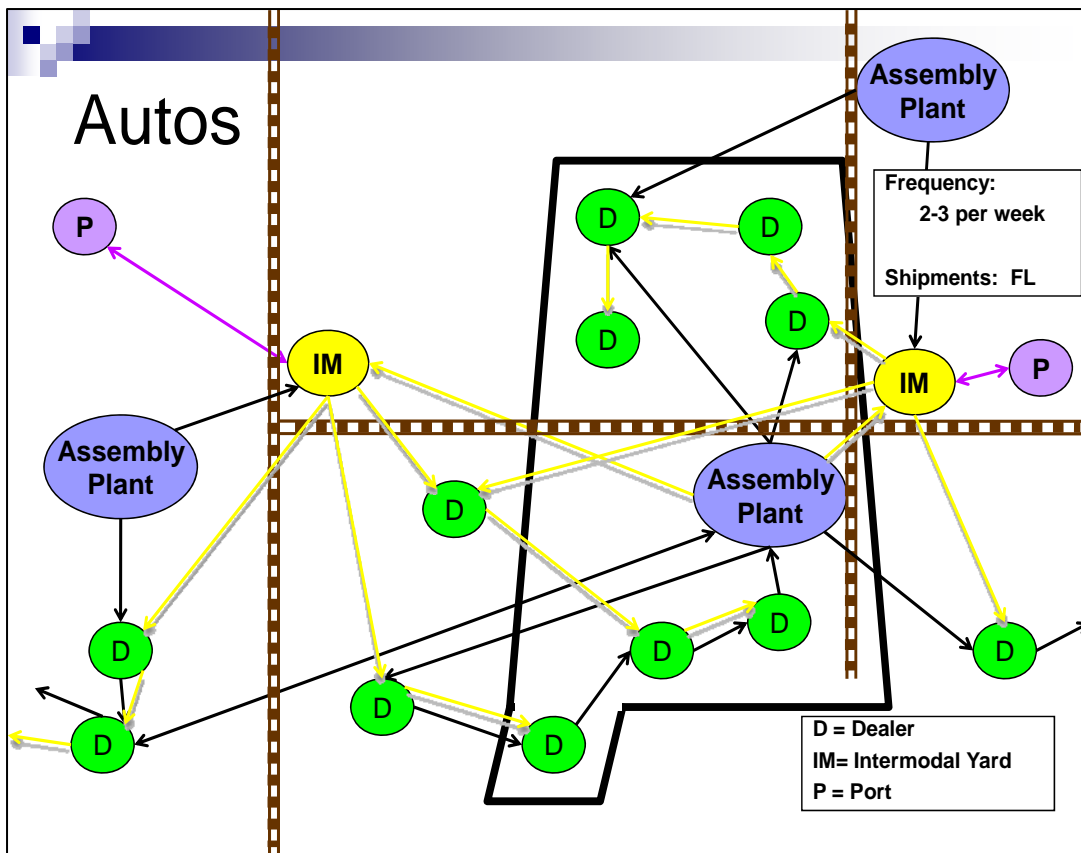 Autos
Assembly
Plant
Frequency:
2-3 per week
Shipments: FL
P
D
D
D
D
IM
IM
P
Assembly
Plant
Assembly
Plant
D
D
D
D
D
D
D
D
D = Dealer
IM= Intermodal Yard
P = Port